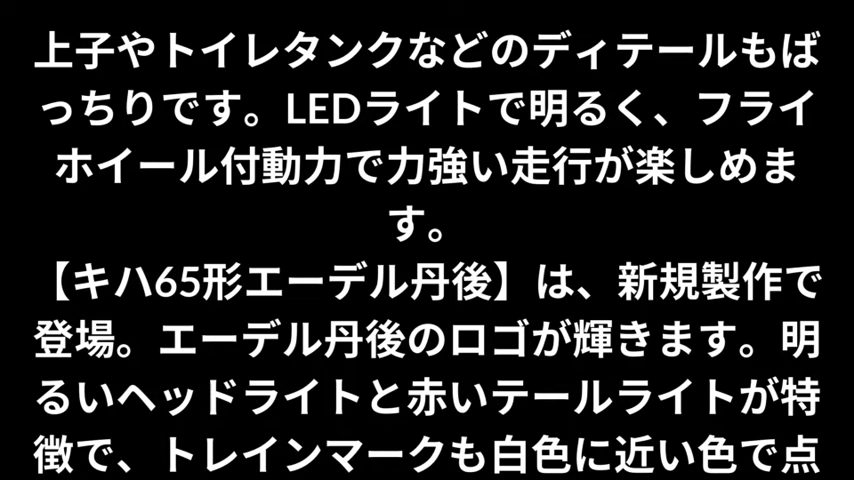 上子やトイレタンクなどのディテールもば
っちりです。LEDライトで明るく、フライ
ホイール付動力で力強い走行が楽しめま
す。
【キハ65形エーデル丹後】は、新規製作で
登場。エーデル丹後のロゴが輝きます。明
るいヘッドライトと赤いテールライトが特
徴で、トレインマークも白色に近い色で点